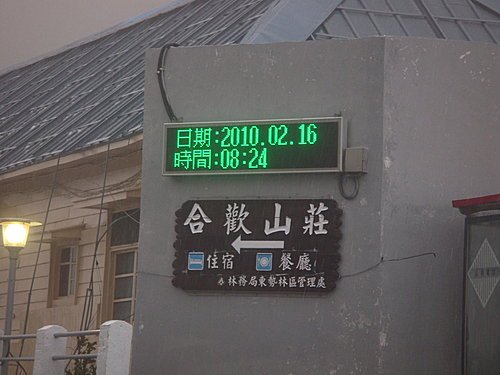 日期:2010.02.16
時間:08:24
合歡山莊
住宿 餐廳
林務局東勢林區管理處